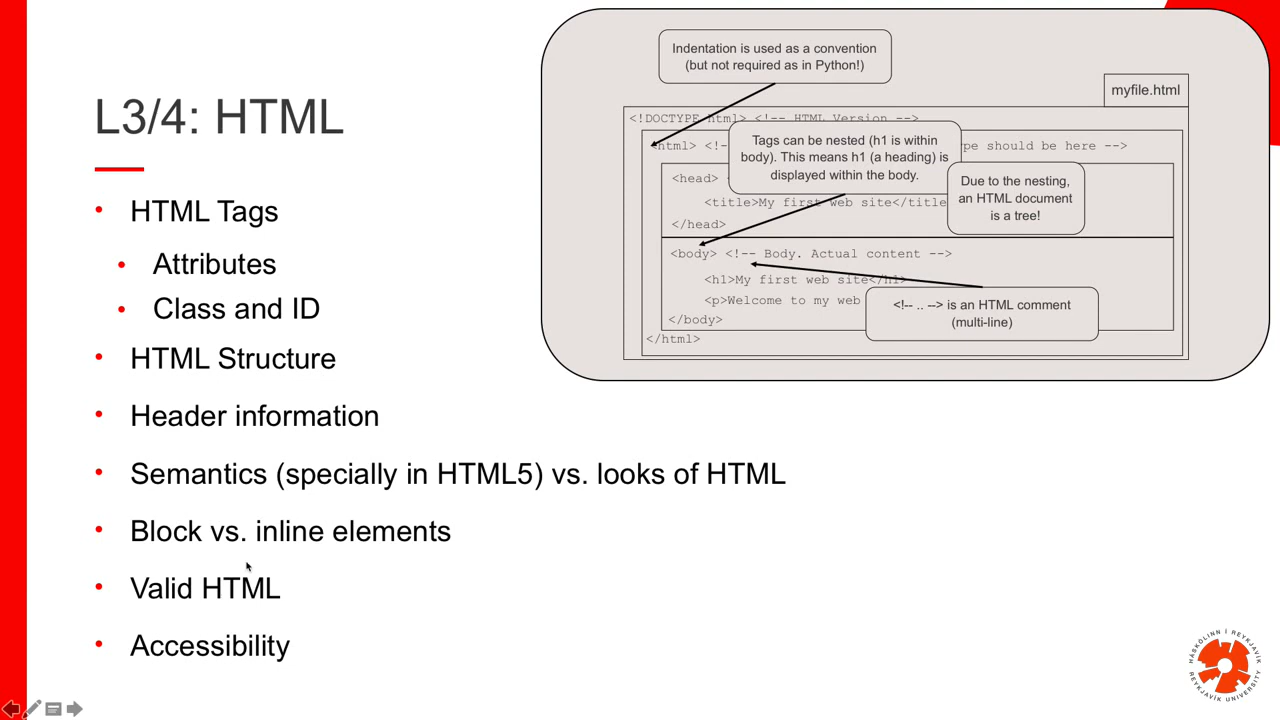 L3/4: HTML
HTML Tags
Attributes
Class and ID
HTML Structure
Header information
Semantics (specially in HTML5) vs. looks of HTML
Block vs. inline elements
Valid HTML
Accessibility
Indentation is used as a convention
(but not required as in Python!)
myfile.html
<!DOCTYPE html> <!-- HTML Version -->
<html> <!-
ype should be here -->
Tags can be nested (h1 is within
body). This means h1 (a heading) is
displayed within the body.
Due to the nesting,
an HTML document
is a tree!
<head>
<title>My first web site</title
</head>
<body> <!-- Body. Actual content -->
<h1>My first web site</h1>
<p>Welcome to my web
<!-- .. --> is an HTML comment
(multi-line)
</body>
</html>
HÁSKÓLINN Í REYKJAVÍK
REYKJAVÍK UNIVERSITY